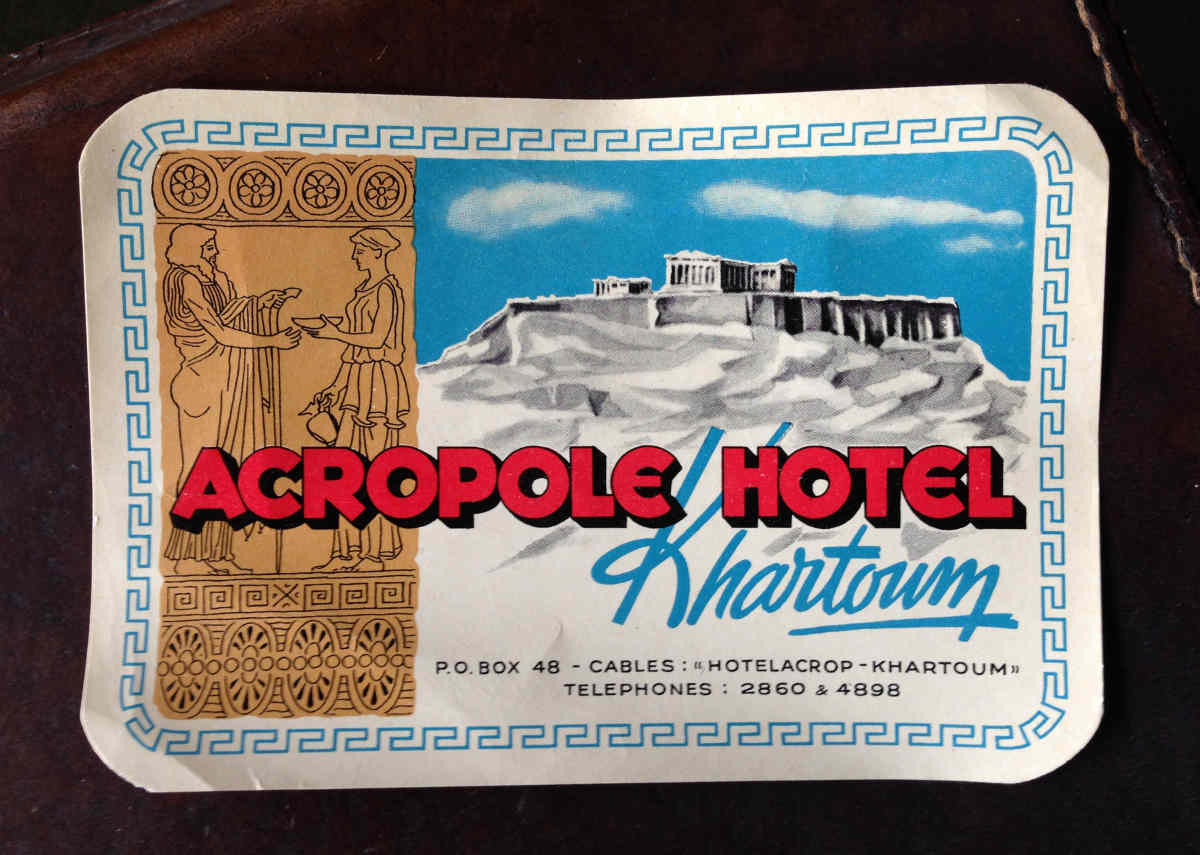 ACROPOLE HOTEL
Khartoum
P.O. BOX 48 - CABLES : «HOTELACROP-KHARTOUM»
TELEPHONES : 2860 & 4898